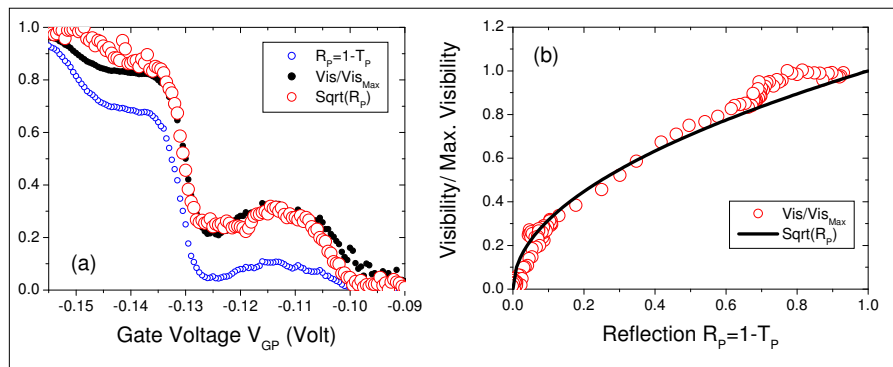 1.0
0.8
0.6
0.4
0.2
0.0
(a)
R_P=1-T_P
Vis/Vis_Max
Sqrt(R_P)
-0.15 -0.14 -0.13 -0.12 -0.11 -0.10 -0.09
Gate Voltage V_GP (Volt)
Visibility/ Max. Visibility
1.2
1.0
0.8
0.6
0.4
0.2
0.0
(b)
Vis/Vis_Max
Sqrt(R_P)
0.0 0.2 0.4 0.6 0.8 1.0
Reflection R_P=1-T_P